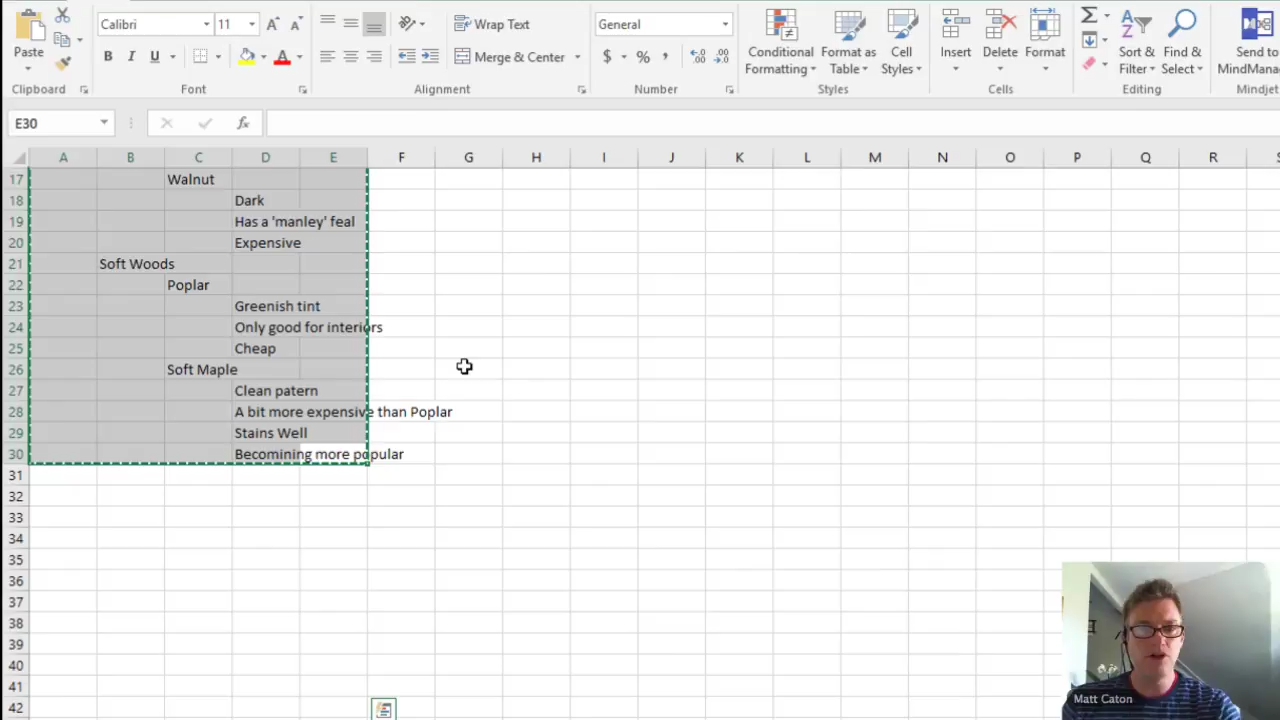 Calibri 11 Wrap Text General
Paste B I U Merge & Center $ % , Conditional Formatting Format as Table Cell Styles Insert Delete Format Sort & Filter Find & Select Send to MindManag
Clipboard Font Alignment Number Styles Cells Editing Mindjet
E30 fx
A B C D E F G H I J K L M N O P Q R S
17 Walnut
18 Dark
19 Has a 'manley' feal
20 Expensive
21 Soft Woods
22 Poplar
23 Greenish tint
24 Only good for interiors
25 Cheap
26 Soft Maple
27 Clean patern
28 A bit more expensive than Poplar
29 Stains Well
30 Becomining more popular
31
32
33
34
35
36
37
38
39
40
41
42
Matt Caton